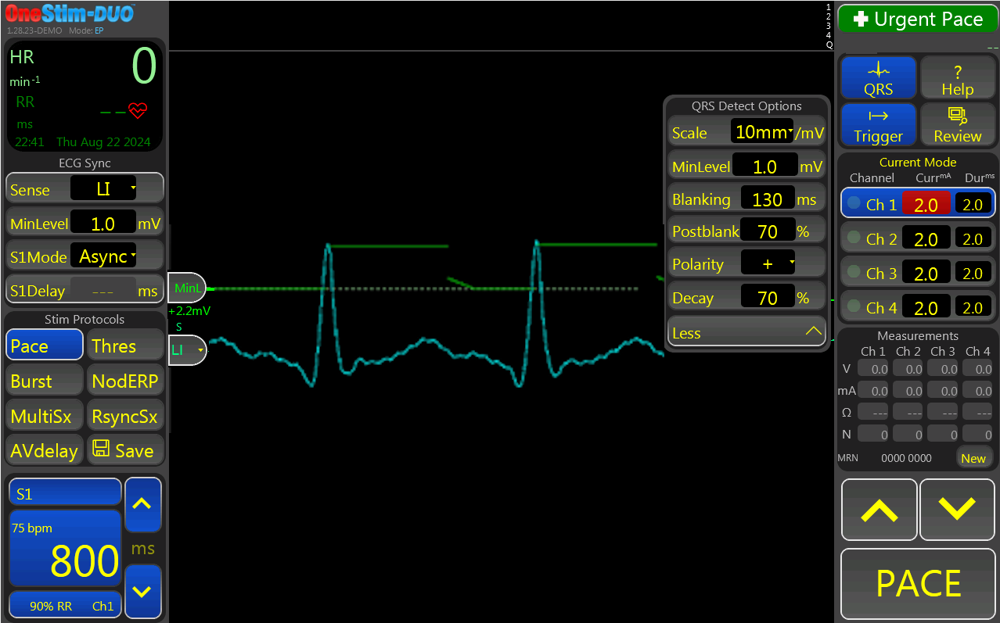 OneStim-DUO
1.28.23-DEMO Mode: EP
HR 0
min-1
RR -- 
ms
22:41 Thu Aug 22 2024
ECG Sync
Sense LI
MinLevel 1.0 mV
S1Mode Async
S1Delay --- ms
Stim Protocols
Pace Thres
Burst NodERP
MultiSx RsyncSx
AVdelay Save
S1
75 bpm
800 ms
90% RR Ch1
1
2
3
4
Q
MinL
+2.2mV
S
LI
QRS Detect Options
Scale 10mm/mV
MinLevel 1.0 mV
Blanking 130 ms
Postblank 70 %
Polarity +
Decay 70 %
Less
Urgent Pace
--
QRS Help
Trigger Review
Current Mode
Channel CurrmA Durms
Ch 1 2.0 2.0
Ch 2 2.0 2.0
Ch 3 2.0 2.0
Ch 4 2.0 2.0
Measurements
Ch 1 Ch 2 Ch 3 Ch 4
V 0.0 0.0 0.0 0.0
mA 0.0 0.0 0.0 0.0
Ω --- --- --- ---
N 0 0 0 0
MRN 0000 0000 New
PACE